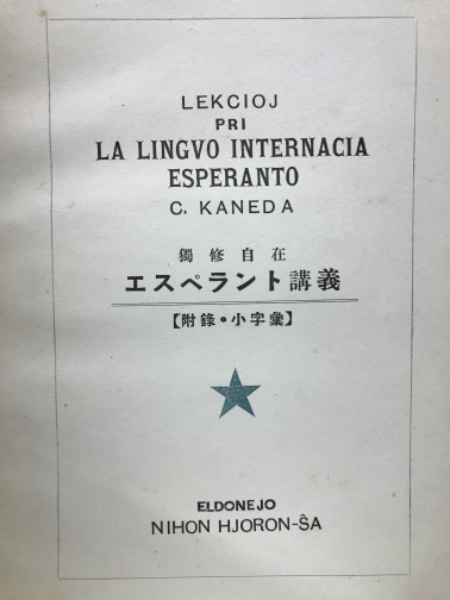 LEKCIOJ
PRI
LA LINGVO INTERNACIA
ESPERANTO
C. KANEDA
獨修自在
エスペラント講義
【附錄・小字彙】
ELDONEJO
NIHON HJORON-ŜA